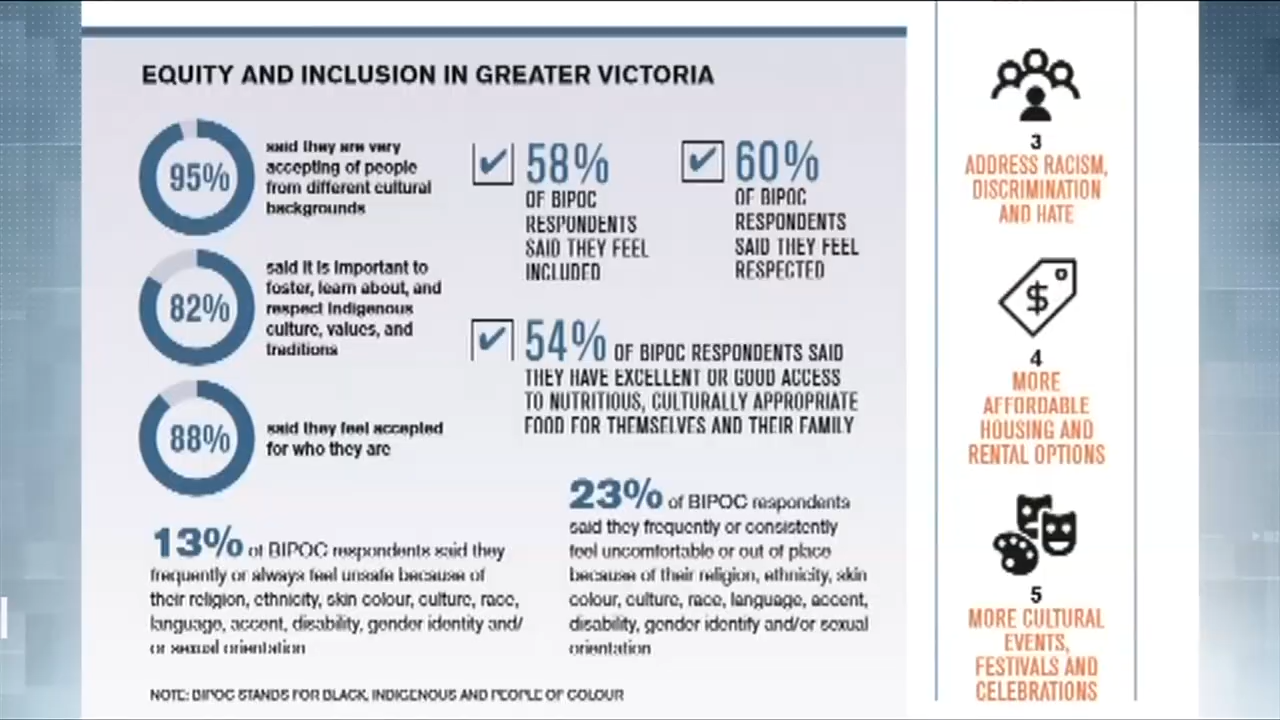 EQUITY AND INCLUSION IN GREATER VICTORIA
95%
said they are very
accepting of people
from different cultural
backgrounds
82%
said it is important to
foster, learn about, and
respect Indigenous
culture, values, and
traditions
88%
said they feel accepted
for who they are
58%
OF BIPOC
RESPONDENTS
SAID THEY FEEL
INCLUDED
60%
OF BIPOC
RESPONDENTS
SAID THEY FEEL
RESPECTED
54% OF BIPOC RESPONDENTS SAID
THEY HAVE EXCELLENT OR GOOD ACCESS
TO NUTRITIOUS, CULTURALLY APPROPRIATE
FOOD FOR THEMSELVES AND THEIR FAMILY
13% of BIPOC respondents said they
frequently or always feel unsafe because of
their religion, ethnicity, skin colour, culture, race,
language, accent, disability, gender identity and/
or sexual orientation
23% of BIPOC respondents
said they frequently or consistently
feel uncomfortable or out of place
because of their religion, ethnicity, skin
colour, culture, race, language, accent,
disability, gender identify and/or sexual
orientation
NOTE: BIPOC STANDS FOR BLACK, INDIGENOUS AND PEOPLE OF COLOUR
3
ADDRESS RACISM,
DISCRIMINATION
AND HATE
$
4
MORE
AFFORDABLE
HOUSING AND
RENTAL OPTIONS
5
MORE CULTURAL
EVENTS,
FESTIVALS AND
CELEBRATIONS